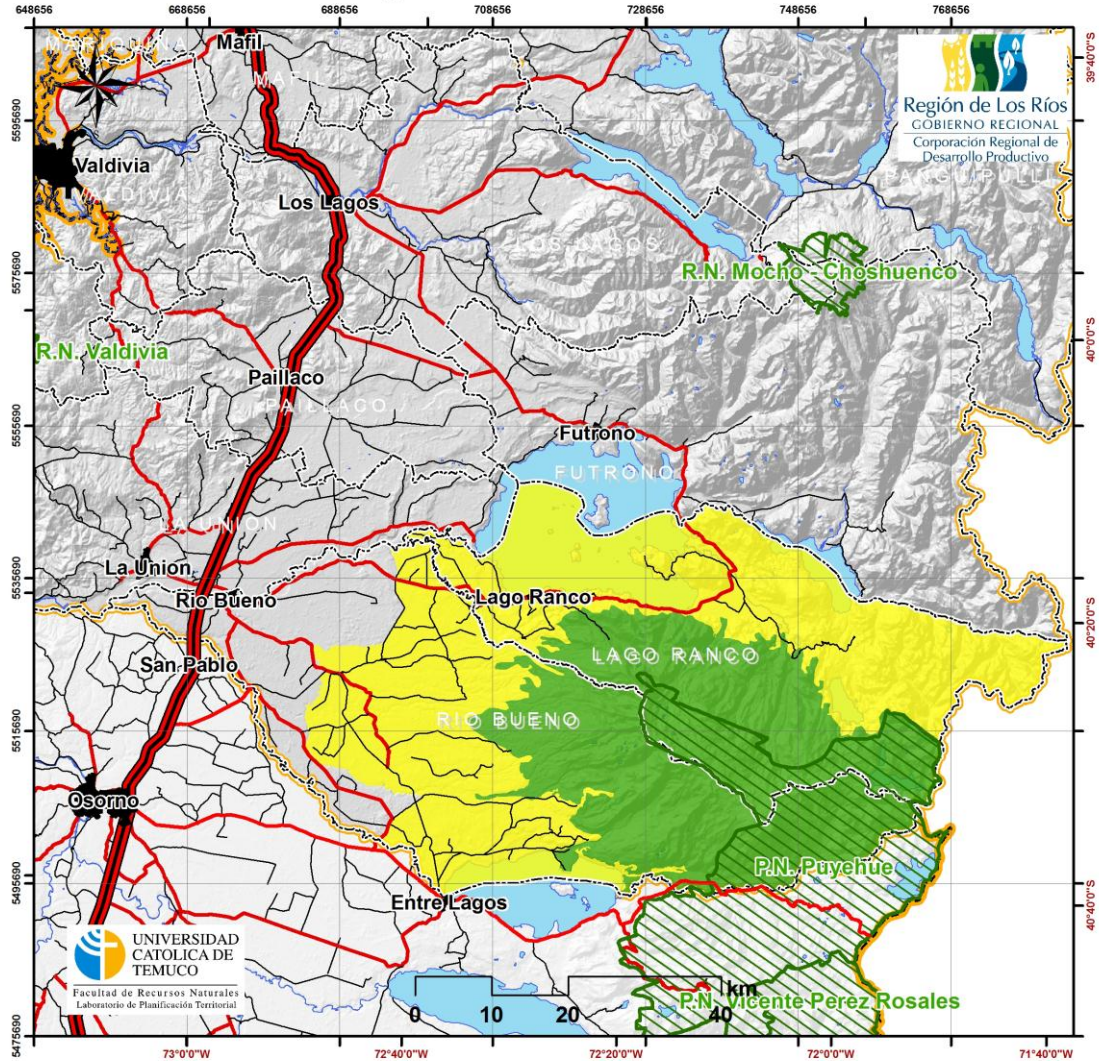 648656 668656 688656 708656 728656 748656 768656
MARIQUINA
Mafil
MAFIL
39°40'0"S
Región de Los Ríos
GOBIERNO REGIONAL
Corporación Regional de
Desarrollo Productivo
PANGUIPULLI
5595690
Valdivia
VALDIVIA
Los Lagos
LOS LAGOS
5575690
R.N. Mocho - Choshuenco
40°0'0"S
R.N. Valdivia
Paillaco
PAILLACO
5555690
Futrono
FUTRONO
LA UNION
La Union
5535690
Rio Bueno
Lago Ranco
40°20'0"S
San Pablo
LAGO RANCO
RIO BUENO
5515690
Osorno
P.N. Puyehue
5495690
Entre Lagos
40°40'0"S
UNIVERSIDAD
CATOLICA DE
TEMUCO
Facultad de Recursos Naturales
Laboratorio de Planificación Territorial
km
P.N. Vicente Perez Rosales
0 10 20 40
5475690
73°0'0"W 72°40'0"W 72°20'0"W 72°0'0"W 71°40'0"W